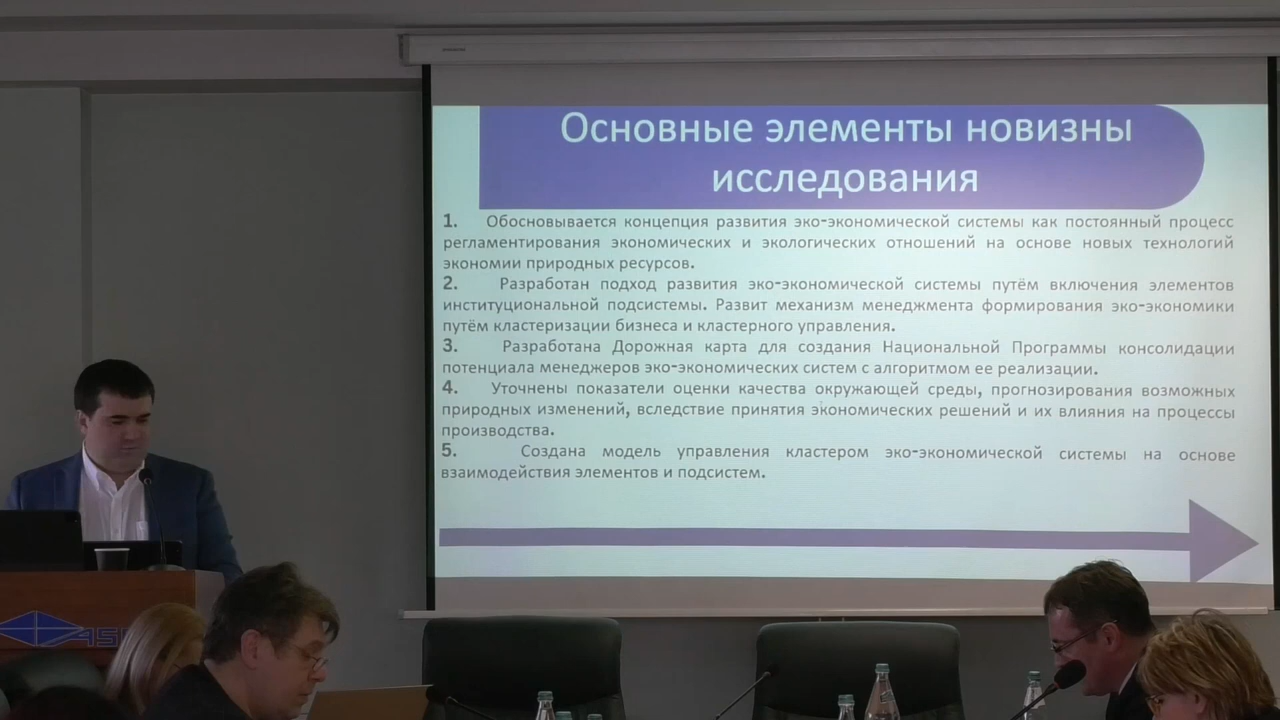 Основные элементы новизны
исследования
1. Обосновывается концепция развития эко-экономической системы как постоянный процесс
регламентирования экономических и экологических отношений на основе новых технологий
экономии природных ресурсов.
2. Разработан подход развития эко-экономической системы путём включения элементов
институциональной подсистемы. Развит механизм менеджмента формирования эко-экономики
путём кластеризации бизнеса и кластерного управления.
3. Разработана Дорожная карта для создания Национальной Программы консолидации
потенциала менеджеров эко-экономических систем с алгоритмом ее реализации.
4. Уточнены показатели оценки качества окружающей среды, прогнозирования возможных
природных изменений, вследствие принятия экономических решений и их влияния на процессы
производства.
5. Создана модель управления кластером эко-экономической системы на основе
взаимодействия элементов и подсистем.